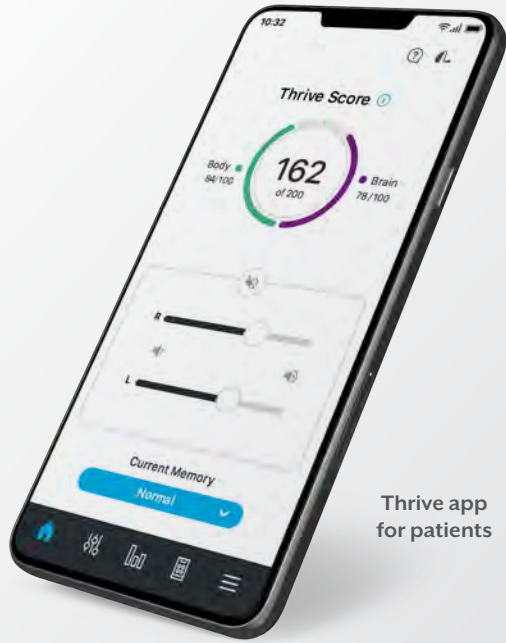 10:32
Thrive Score
Body
84/100
162
of 200
Brain
78/100
R
L
Current Memory
Normal
Thrive app
for patients